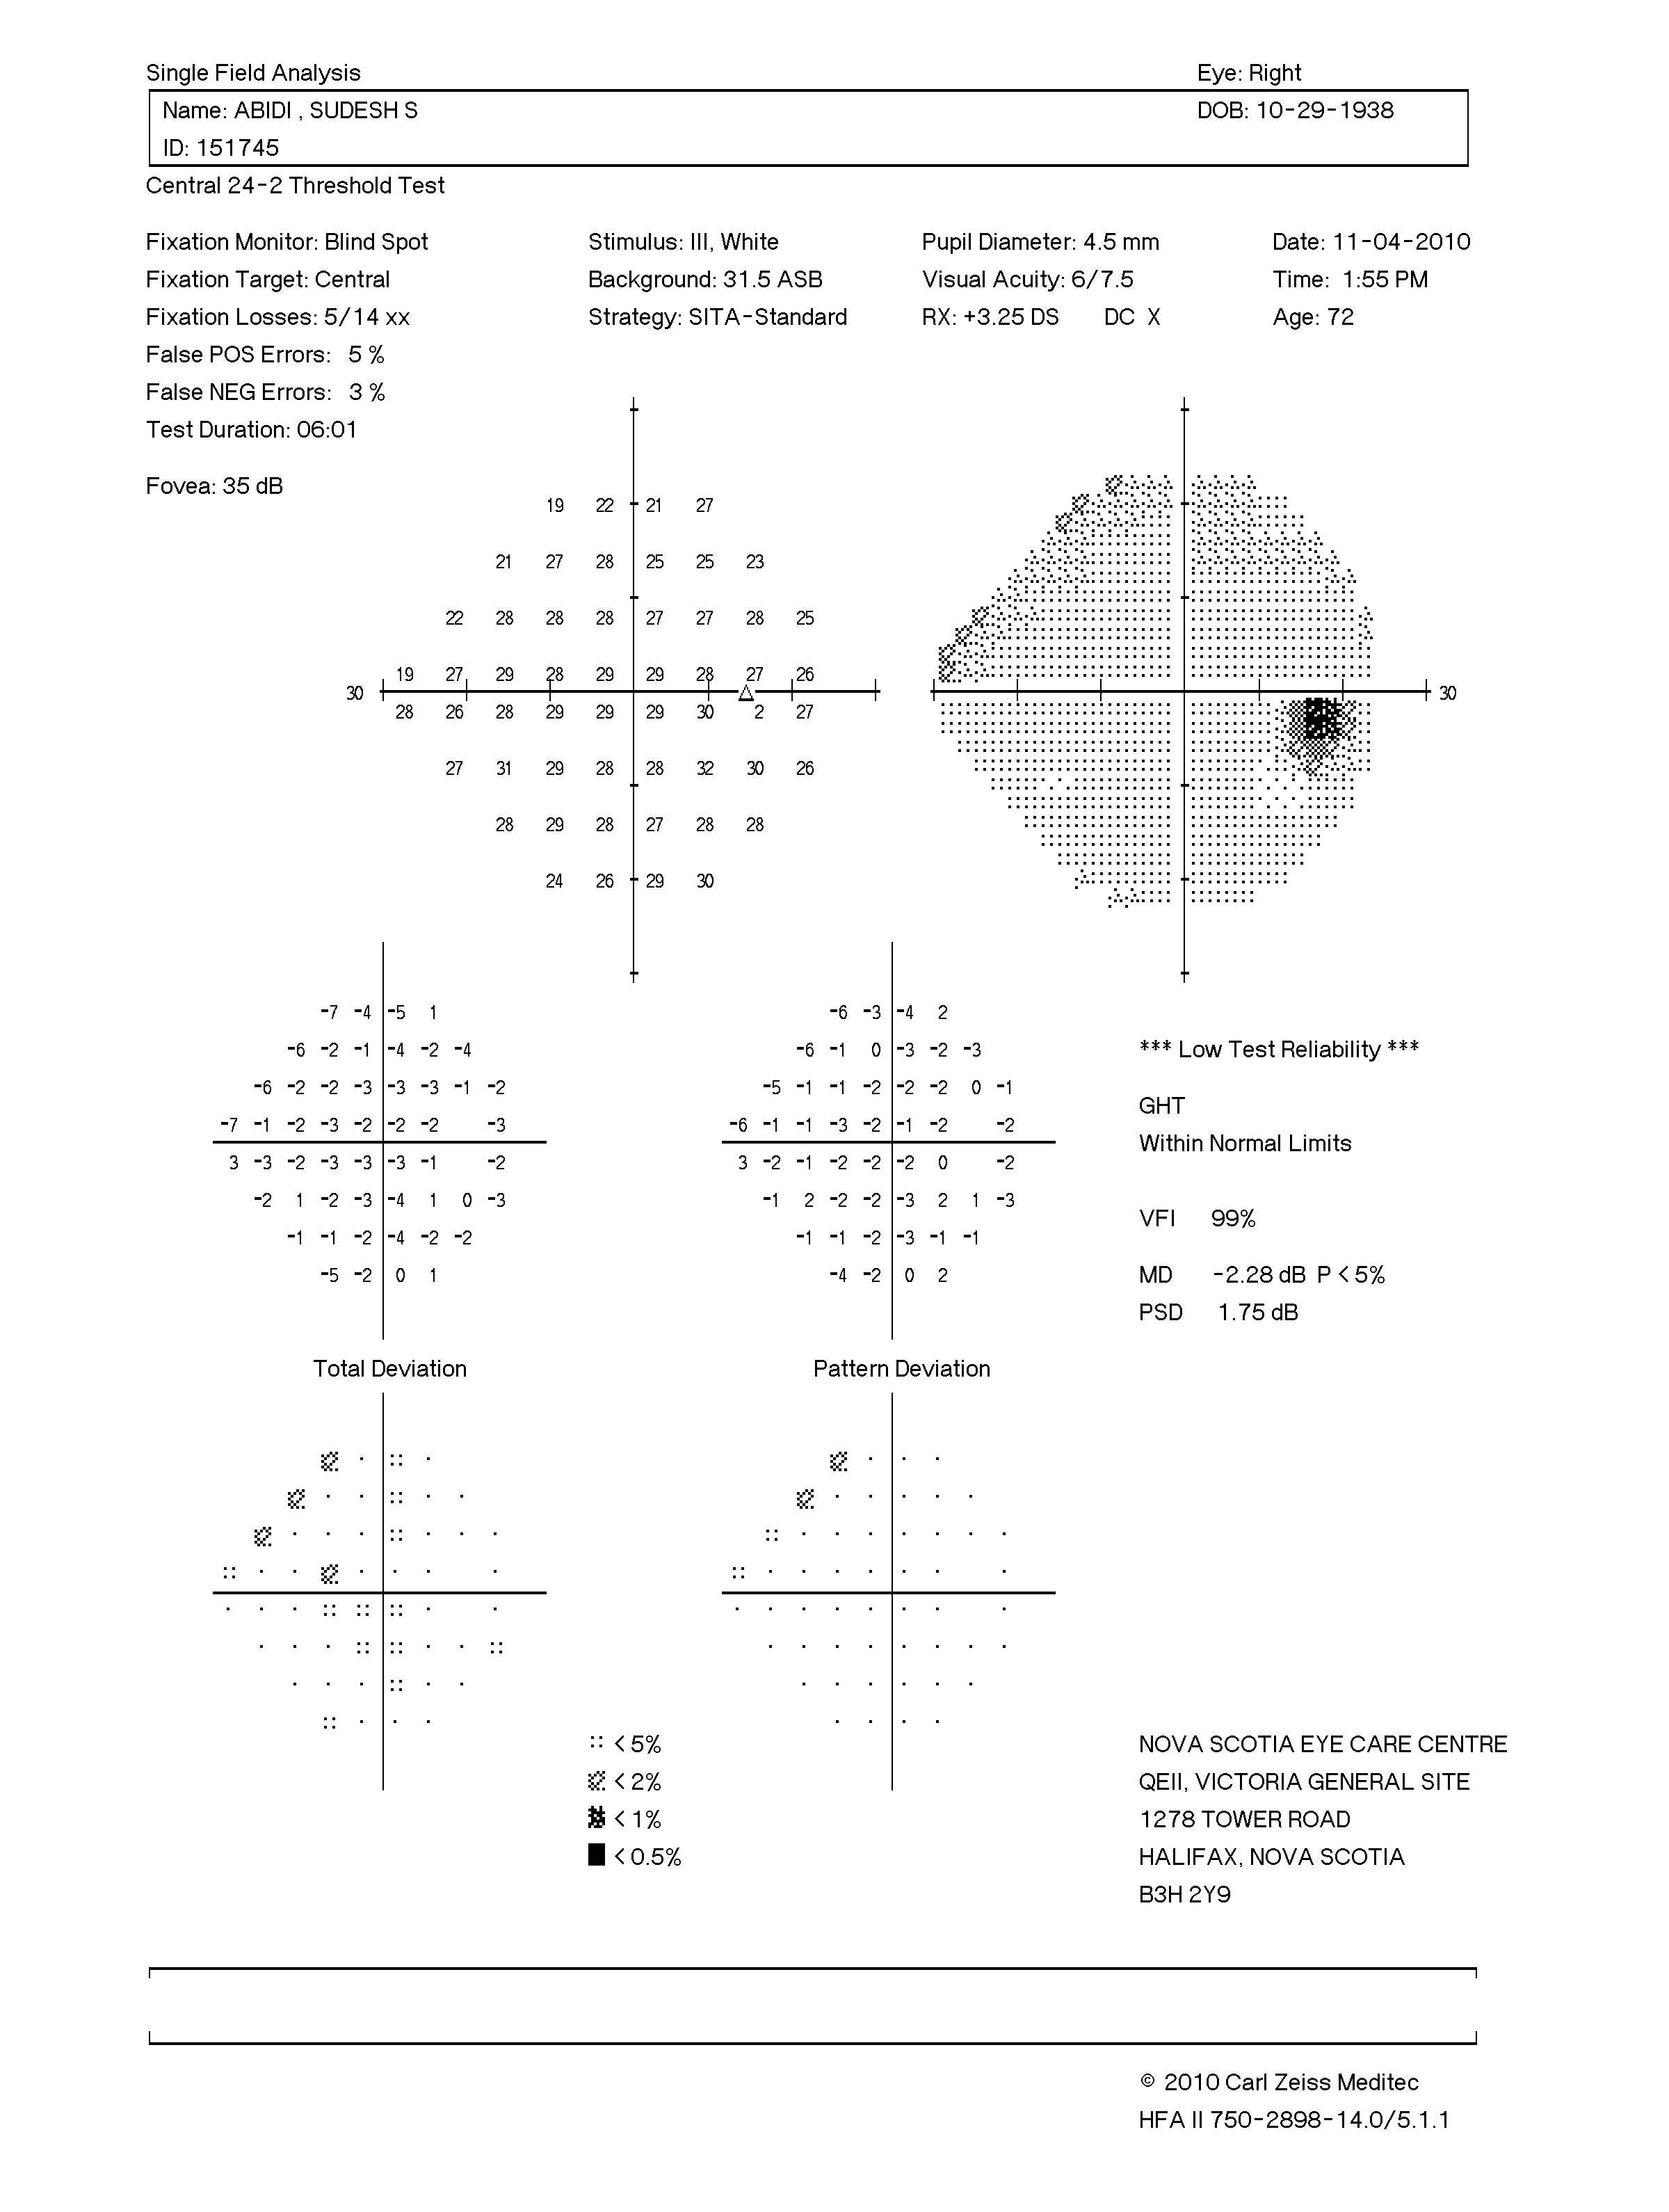 Single Field Analysis Eye: Right
Name: ABIDI , SUDESH S DOB: 10-29-1938
ID: 151745
Central 24-2 Threshold Test
Fixation Monitor: Blind Spot Stimulus: III, White Pupil Diameter: 4.5 mm Date: 11-04-2010
Fixation Target: Central Background: 31.5 ASB Visual Acuity: 6/7.5 Time: 1:55 PM
Fixation Losses: 5/14 xx Strategy: SITA-Standard RX: +3.25 DS DC X Age: 72
False POS Errors: 5 %
False NEG Errors: 3 %
Test Duration: 06:01
Fovea: 35 dB
19 22 21 27
21 27 28 25 25 23
22 28 28 28 27 27 28 25
19 27 29 28 29 29 28 27 26
30 30
28 26 28 29 29 29 30 2 27
27 31 29 28 28 32 30 26
28 29 28 27 28 28
24 26 29 30
-7 -4 -5 1 -6 -3 -4 2
-6 -2 -1 -4 -2 -4 -6 -1 0 -3 -2 -3 *** Low Test Reliability ***
-6 -2 -2 -3 -3 -3 -1 -2 -5 -1 -1 -2 -2 -2 0 -1
GHT
-7 -1 -2 -3 -2 -2 -2 -3 -6 -1 -1 -3 -2 -1 -2 -2
Within Normal Limits
3 -3 -2 -3 -3 -3 -1 -2 3 -2 -1 -2 -2 -2 0 -2
-2 1 -2 -3 -4 1 0 -3 -1 2 -2 -2 -3 2 1 -3
VFI 99%
-1 -1 -2 -4 -2 -2 -1 -1 -2 -3 -1 -1
-5 -2 0 1 -4 -2 0 2 MD -2.28 dB P < 5%
PSD 1.75 dB
Total Deviation Pattern Deviation
< 5% NOVA SCOTIA EYE CARE CENTRE
< 2% QEII, VICTORIA GENERAL SITE
< 1% 1278 TOWER ROAD
< 0.5% HALIFAX, NOVA SCOTIA
B3H 2Y9
© 2010 Carl Zeiss Meditec
HFA II 750-2898-14.0/5.1.1